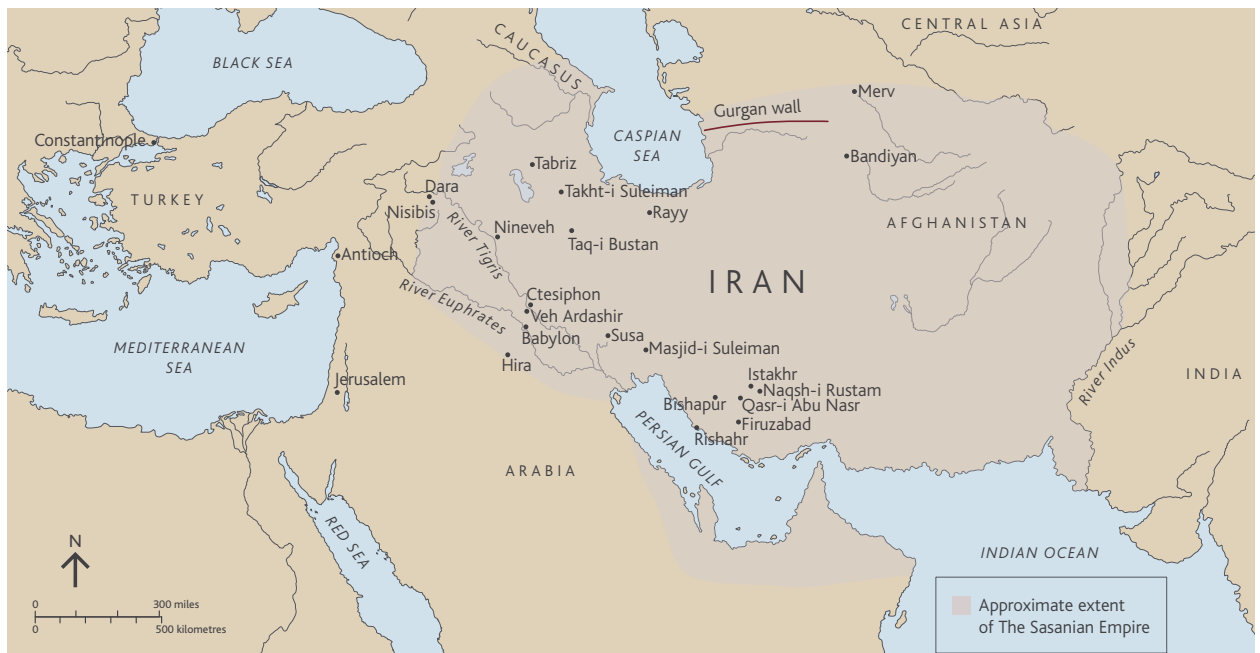 CENTRAL ASIA
CAUCASUS
BLACK SEA
Merv
Gurgan wall
Constantinople
CASPIAN
SEA
Bandiyan
Tabriz
Dara
Takht-i Suleiman
TURKEY
Nisibis
Rayy
AFGHANISTAN
River Tigris
Nineveh
Taq-i Bustan
Antioch
IRAN
River Euphrates
Ctesiphon
Veh Ardashir
Babylon
Susa
MEDITERRANEAN
SEA
Masjid-i Suleiman
Hira
River Indus
INDIA
Jerusalem
Istakhr
Naqsh-i Rustam
Bishapur
Qasr-i Abu Nasr
Firuzabad
Rishahr
PERSIAN GULF
ARABIA
RED SEA
INDIAN OCEAN
N
0 300 miles
0 500 kilometres
Approximate extent
of The Sasanian Empire